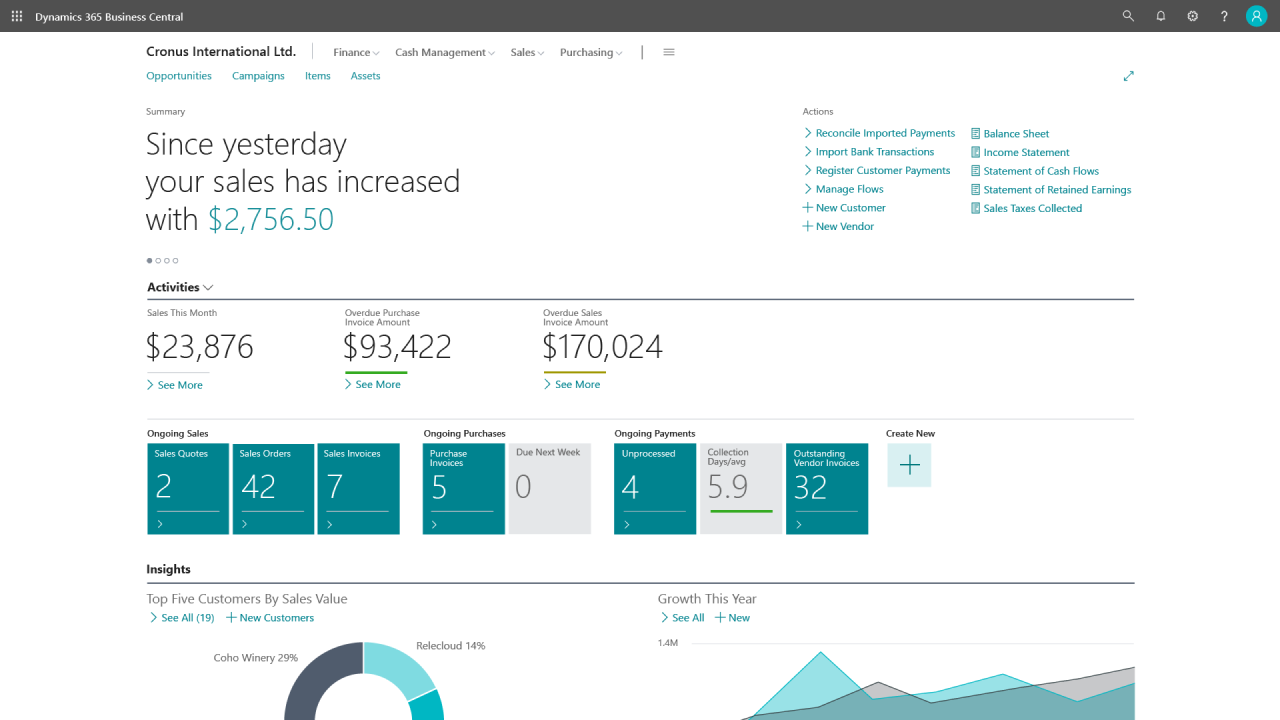 Dynamics 365 Business Central
?
Cronus International Ltd.
Finance
Cash Management
Sales
Purchasing
Opportunities
Campaigns
Items
Assets
Summary
Since yesterday
your sales has increased
with $2,756.50
Actions
Reconcile Imported Payments
Import Bank Transactions
Register Customer Payments
Manage Flows
New Customer
New Vendor
Balance Sheet
Income Statement
Statement of Cash Flows
Statement of Retained Earnings
Sales Taxes Collected
Activities
Sales This Month
$23,876
See More
Overdue Purchase
Invoice Amount
$93,422
See More
Overdue Sales
Invoice Amount
$170,024
See More
Ongoing Sales
Sales Quotes
2
Sales Orders
42
Sales Invoices
7
Ongoing Purchases
Purchase
Invoices
5
Due Next Week
0
Ongoing Payments
Unprocessed
4
Collection
Days/avg
5.9
Outstanding
Vendor Invoices
32
Create New
Insights
Top Five Customers By Sales Value
See All (19)
New Customers
Coho Winery 29%
Relecloud 14%
Growth This Year
See All
New
1.4M